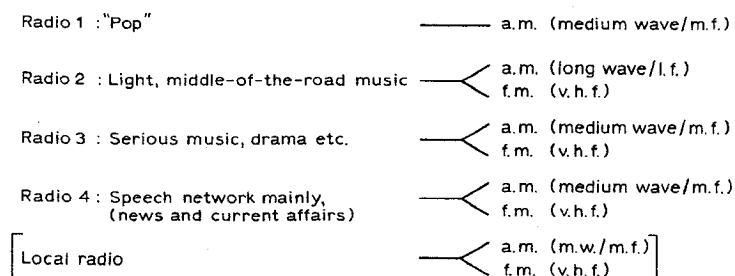 Radio 1 : "Pop" a.m. (medium wave/m.f.)
Radio 2 : Light, middle-of-the-road music a.m. (long wave/l.f.)
f.m. (v.h.f.)
Radio 3 : Serious music, drama etc. a.m. (medium wave/m.f.)
f.m. (v.h.f.)
Radio 4 : Speech network mainly, a.m. (medium wave/m.f.)
(news and current affairs) f.m. (v.h.f.)
Local radio a.m. (m.w./m.f.)
f.m. (v.h.f.)